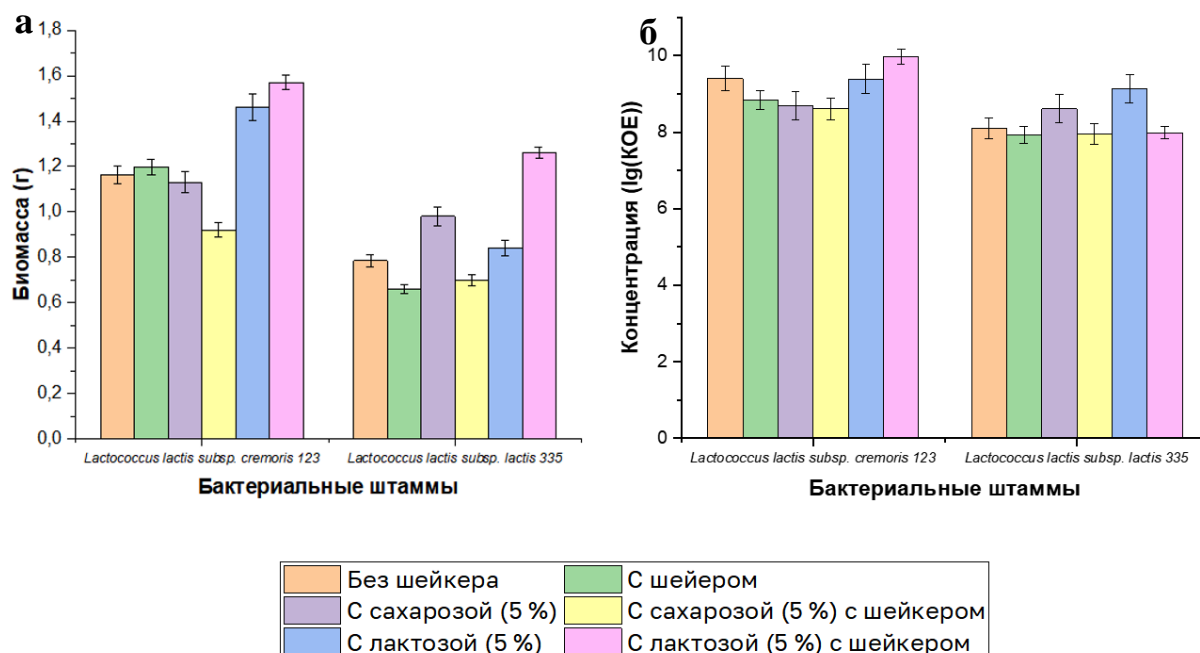 а
Биомасса (г)
1,8
1,6
1,4
1,2
1,0
0,8
0,6
0,4
0,2
0,0
Lactococcus lactis subsp. cremoris 123
Lactococcus lactis subsp. lactis 335
Бактериальные штаммы
б
Концентрация (lg(КОЕ))
10
8
6
4
2
0
Lactococcus lactis subsp. cremoris 123
Lactococcus lactis subsp. lactis 335
Бактериальные штаммы
Без шейкера
С шейером
С сахарозой (5 %)
С сахарозой (5 %) с шейкером
С лактозой (5 %)
С лактозой (5 %) с шейкером